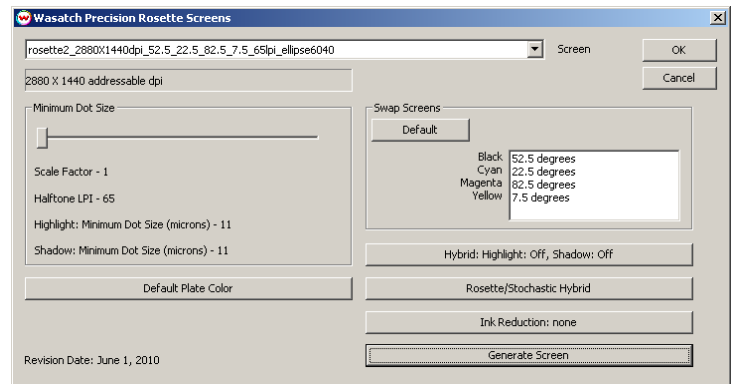 Wasatch Precision Rosette Screens
rosette2_2880X1440dpi_52.5_22.5_82.5_7.5_65lpi_ellipse6040
Screen
OK
2880 X 1440 addressable dpi
Cancel
Minimum Dot Size
Scale Factor - 1
Halftone LPI - 65
Highlight: Minimum Dot Size (microns) - 11
Shadow: Minimum Dot Size (microns) - 11
Swap Screens
Default
Black 52.5 degrees
Cyan 22.5 degrees
Magenta 82.5 degrees
Yellow 7.5 degrees
Hybrid: Highlight: Off, Shadow: Off
Default Plate Color
Rosette/Stochastic Hybrid
Ink Reduction: none
Revision Date: June 1, 2010
Generate Screen